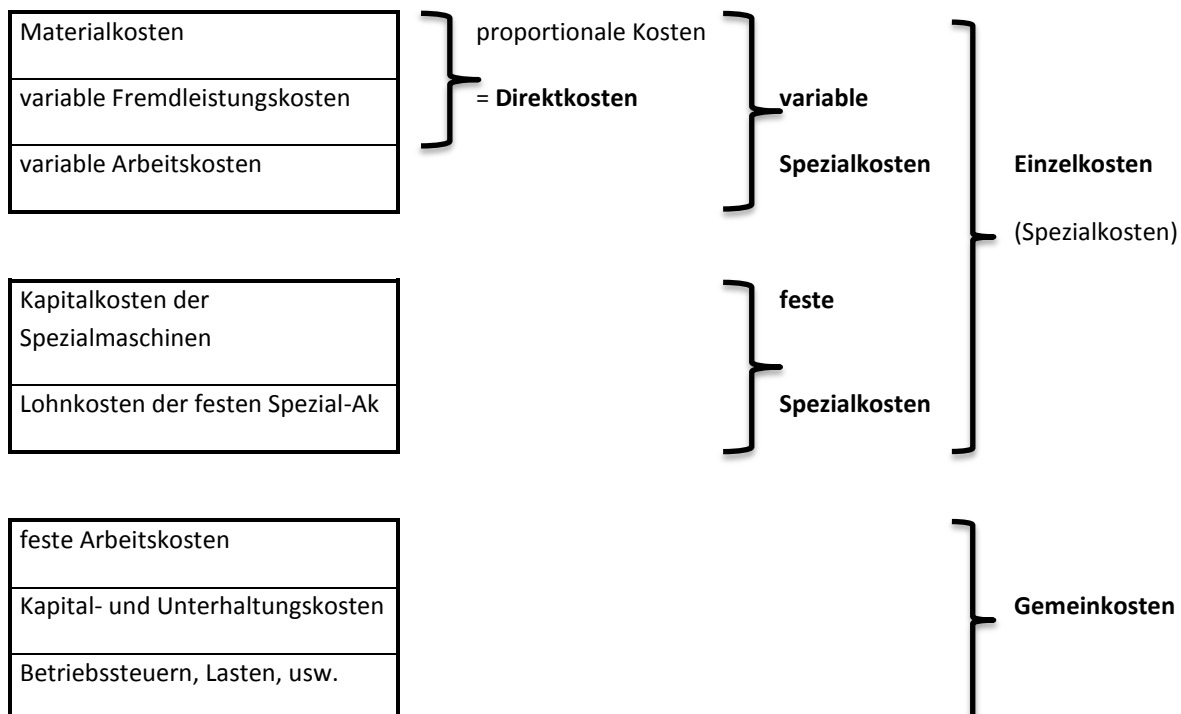 Materialkosten
proportionale Kosten
variable Fremdleistungskosten
= Direktkosten
variable
variable Arbeitskosten
Spezialkosten
Einzelkosten
(Spezialkosten)
Kapitalkosten der
Spezialmaschinen
feste
Lohnkosten der festen Spezial-Ak
Spezialkosten
feste Arbeitskosten
Kapital- und Unterhaltungskosten
Gemeinkosten
Betriebssteuern, Lasten, usw.